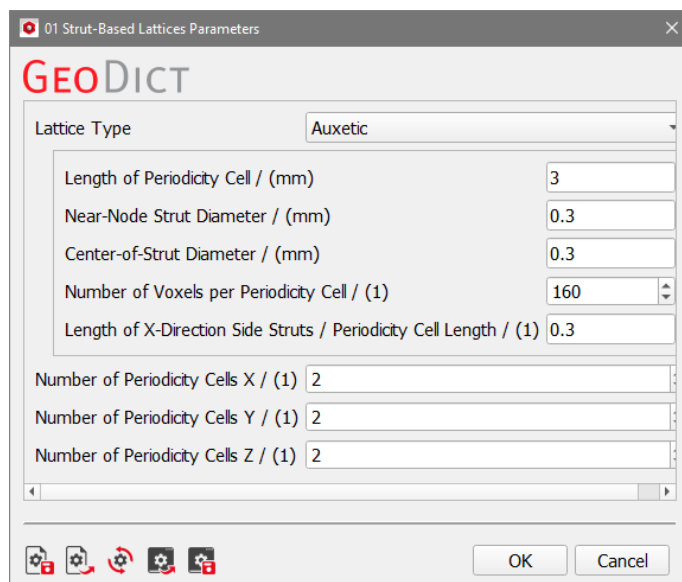 01 Strut-Based Lattices Parameters
GEODICT
Lattice Type Auxetic
Length of Periodicity Cell / (mm) 3
Near-Node Strut Diameter / (mm) 0.3
Center-of-Strut Diameter / (mm) 0.3
Number of Voxels per Periodicity Cell / (1) 160
Length of X-Direction Side Struts / Periodicity Cell Length / (1) 0.3
Number of Periodicity Cells X / (1) 2
Number of Periodicity Cells Y / (1) 2
Number of Periodicity Cells Z / (1) 2
OK Cancel